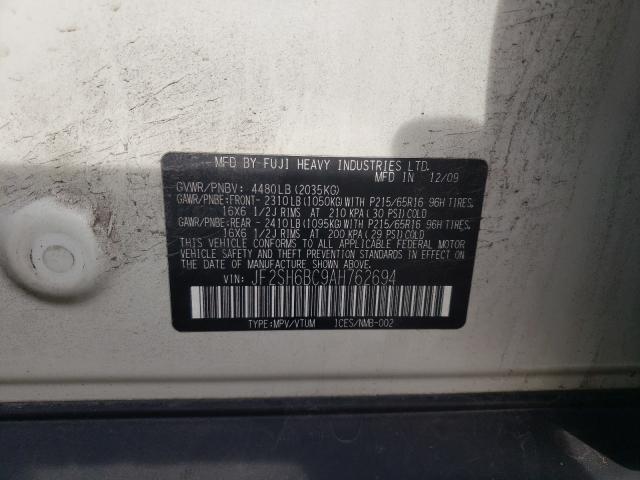 MFD BY FUJI HEAVY INDUSTRIES LTD.
MFD IN 12/09
GVWR/PNBV: 4480LB(2035KG)
GAWR/PNBE:FRONT- 2310LB(1050KG)WITH P215/65R16 96H TIRES.
16X6 1/2J RIMS AT 210 KPA(30 PSI)COLD
GAWR/PNBE:REAR - 2410LB(1095KG)WITH P215/65R16 96H TIRES.
16X6 1/2J RIMS AT 200 KPA(29 PSI)COLD
THIS VEHICLE CONFORMS TO ALL APPLICABLE FEDERAL MOTOR
VEHICLE SAFETY STANDARDS IN EFFECT ON THE
DATE OF MANUFACTURE SHOWN ABOVE.
VIN: JF2SH6BC9AH762694
TYPE:MPV/VTUM ICES/NMB-002